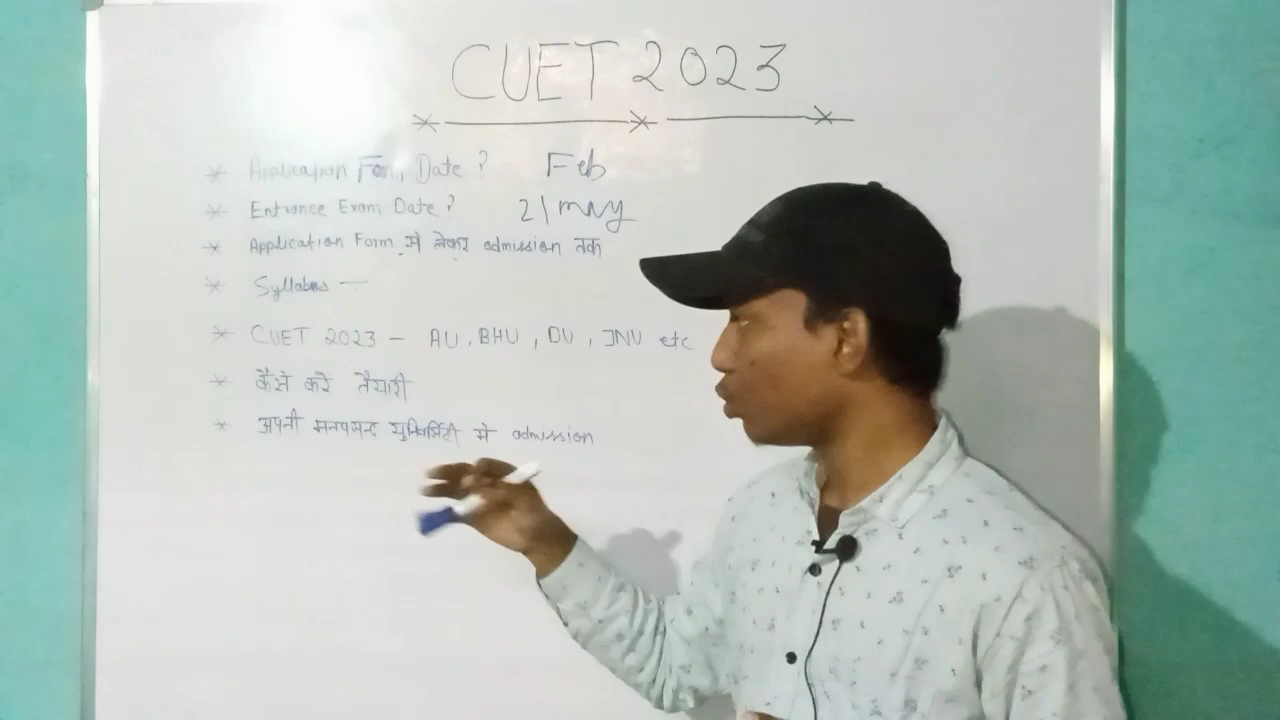 CUET 2023
* Application Form Date? Feb
* Entrance Exam Date? 21 may
* Application Form से लेकर admission तक
* Syllabus —
* CUET 2023 - AU, BHU, DU, JNU etc
* कैसे करे तैयारी
* अपनी मनपसन्द युनिवर्सिटी मे admission